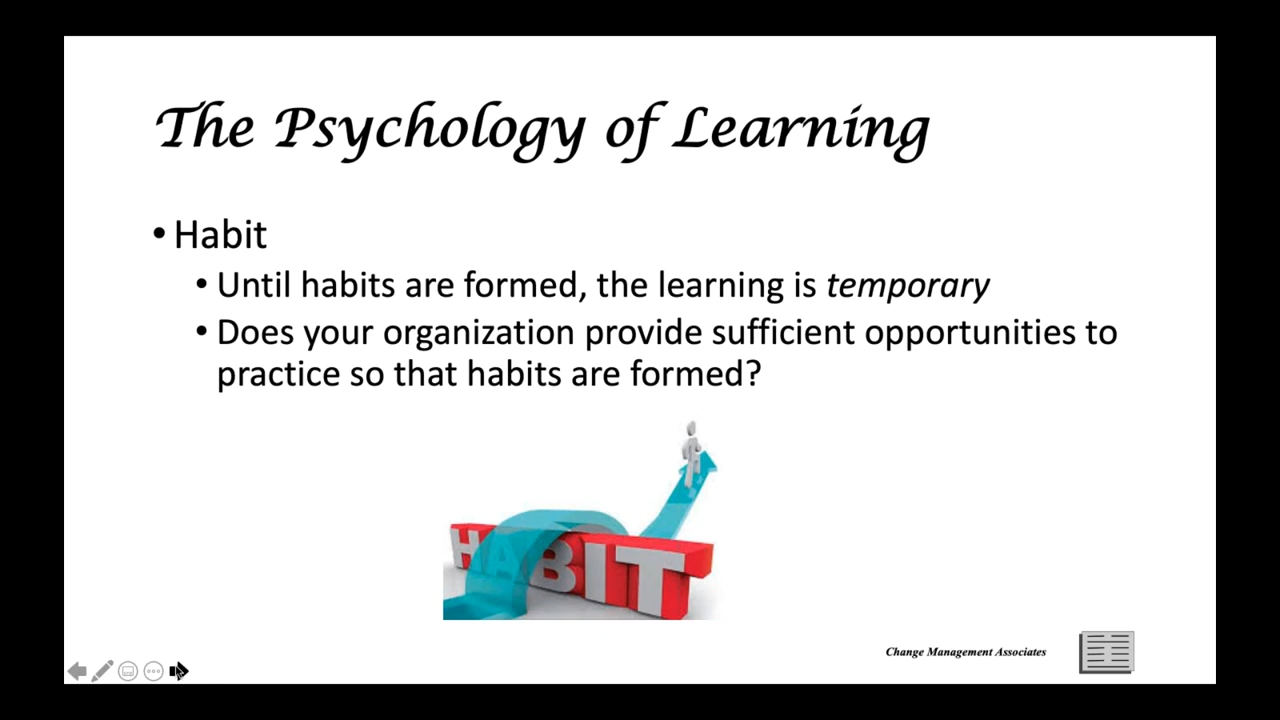 The Psychology of Learning
• Habit
• Until habits are formed, the learning is temporary
• Does your organization provide sufficient opportunities to
practice so that habits are formed?
HABIT
Change Management Associates